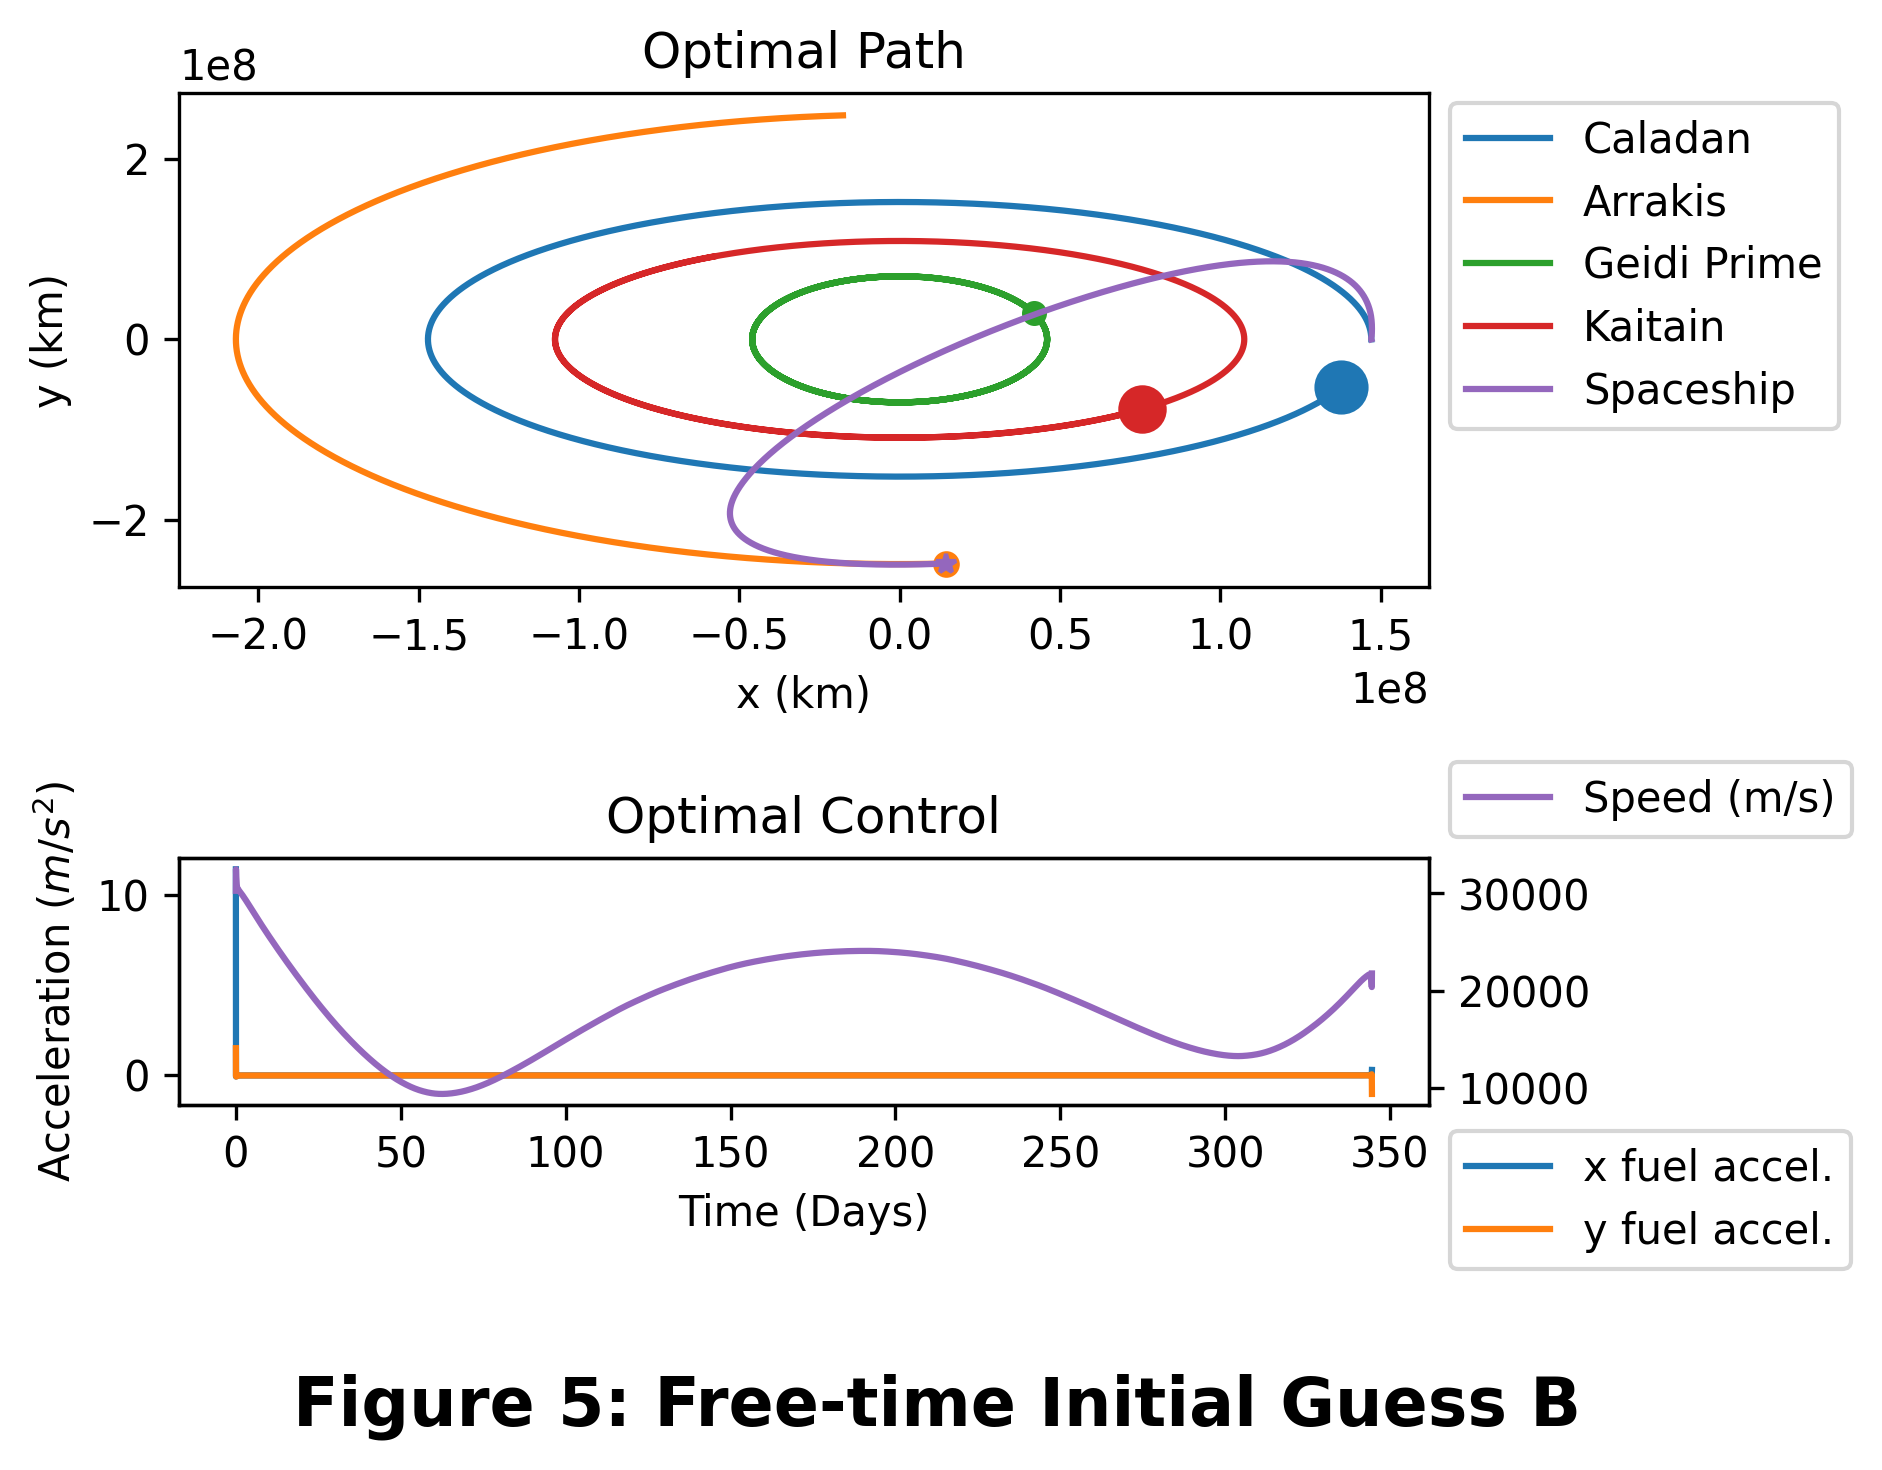 Optimal Path
1e8
2
0
−2
y (km)
−2.0 −1.5 −1.0 −0.5 0.0 0.5 1.0 1.5
1e8
x (km)
Caladan
Arrakis
Geidi Prime
Kaitain
Spaceship
Optimal Control
Speed (m/s)
10
0
Acceleration (m/s²)
30000
20000
10000
0 50 100 150 200 250 300 350
Time (Days)
x fuel accel.
y fuel accel.
Figure 5: Free-time Initial Guess B